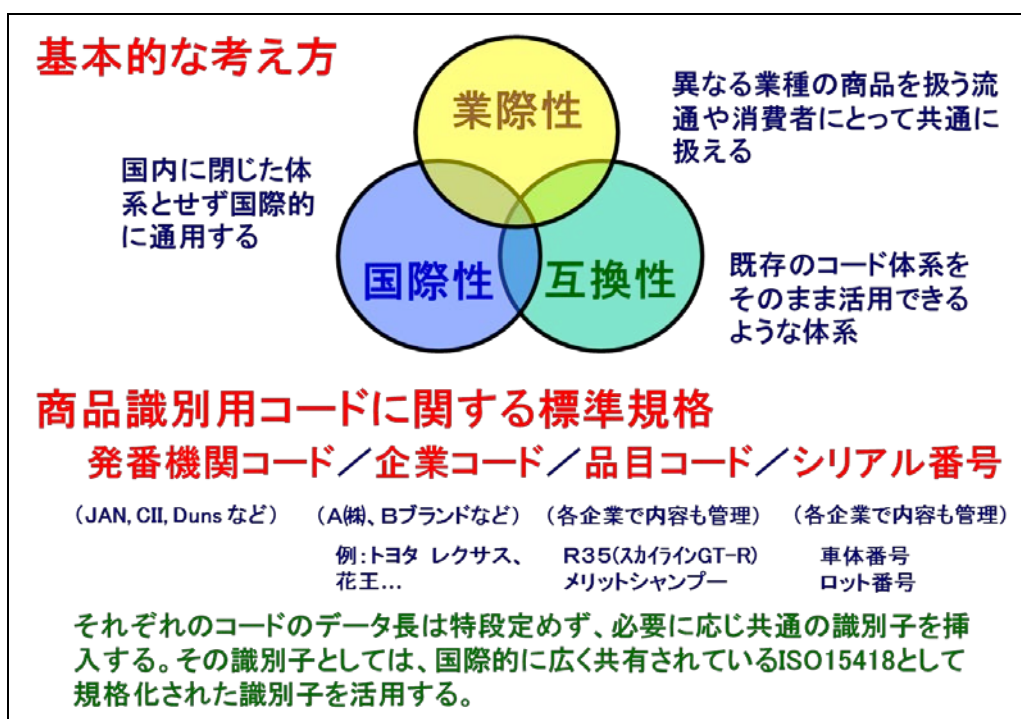 基本的な考え方
業際性
異なる業種の商品を扱う流
通や消費者にとって共通に
扱える
国内に閉じた体
系とせず国際的
に通用する
国際性
互換性
既存のコード体系を
そのまま活用できる
ような体系
商品識別用コードに関する標準規格
発番機関コード/企業コード/品目コード/シリアル番号
（JAN, CII, Duns など） （A㈱、Bブランドなど） （各企業で内容も管理） （各企業で内容も管理）
例：トヨタ レクサス、 R35(スカイラインGT-R) 車体番号
花王… メリットシャンプー ロット番号
それぞれのコードのデータ長は特段定めず、必要に応じ共通の識別子を挿
入する。その識別子としては、国際的に広く共有されているISO15418として
規格化された識別子を活用する。